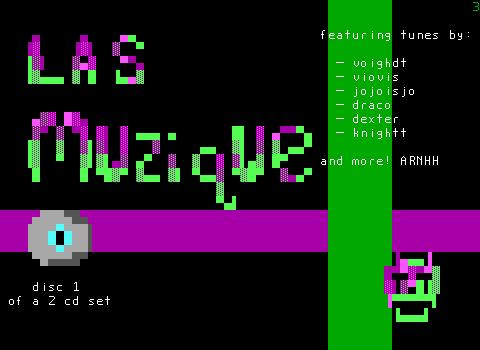 3
LAS
Muzique
featuring tunes by:
- voighdt
- viovis
- jojoisjo
- draco
- dexter
- knightt
and more! ARNHH
disc 1
of a 2 cd set